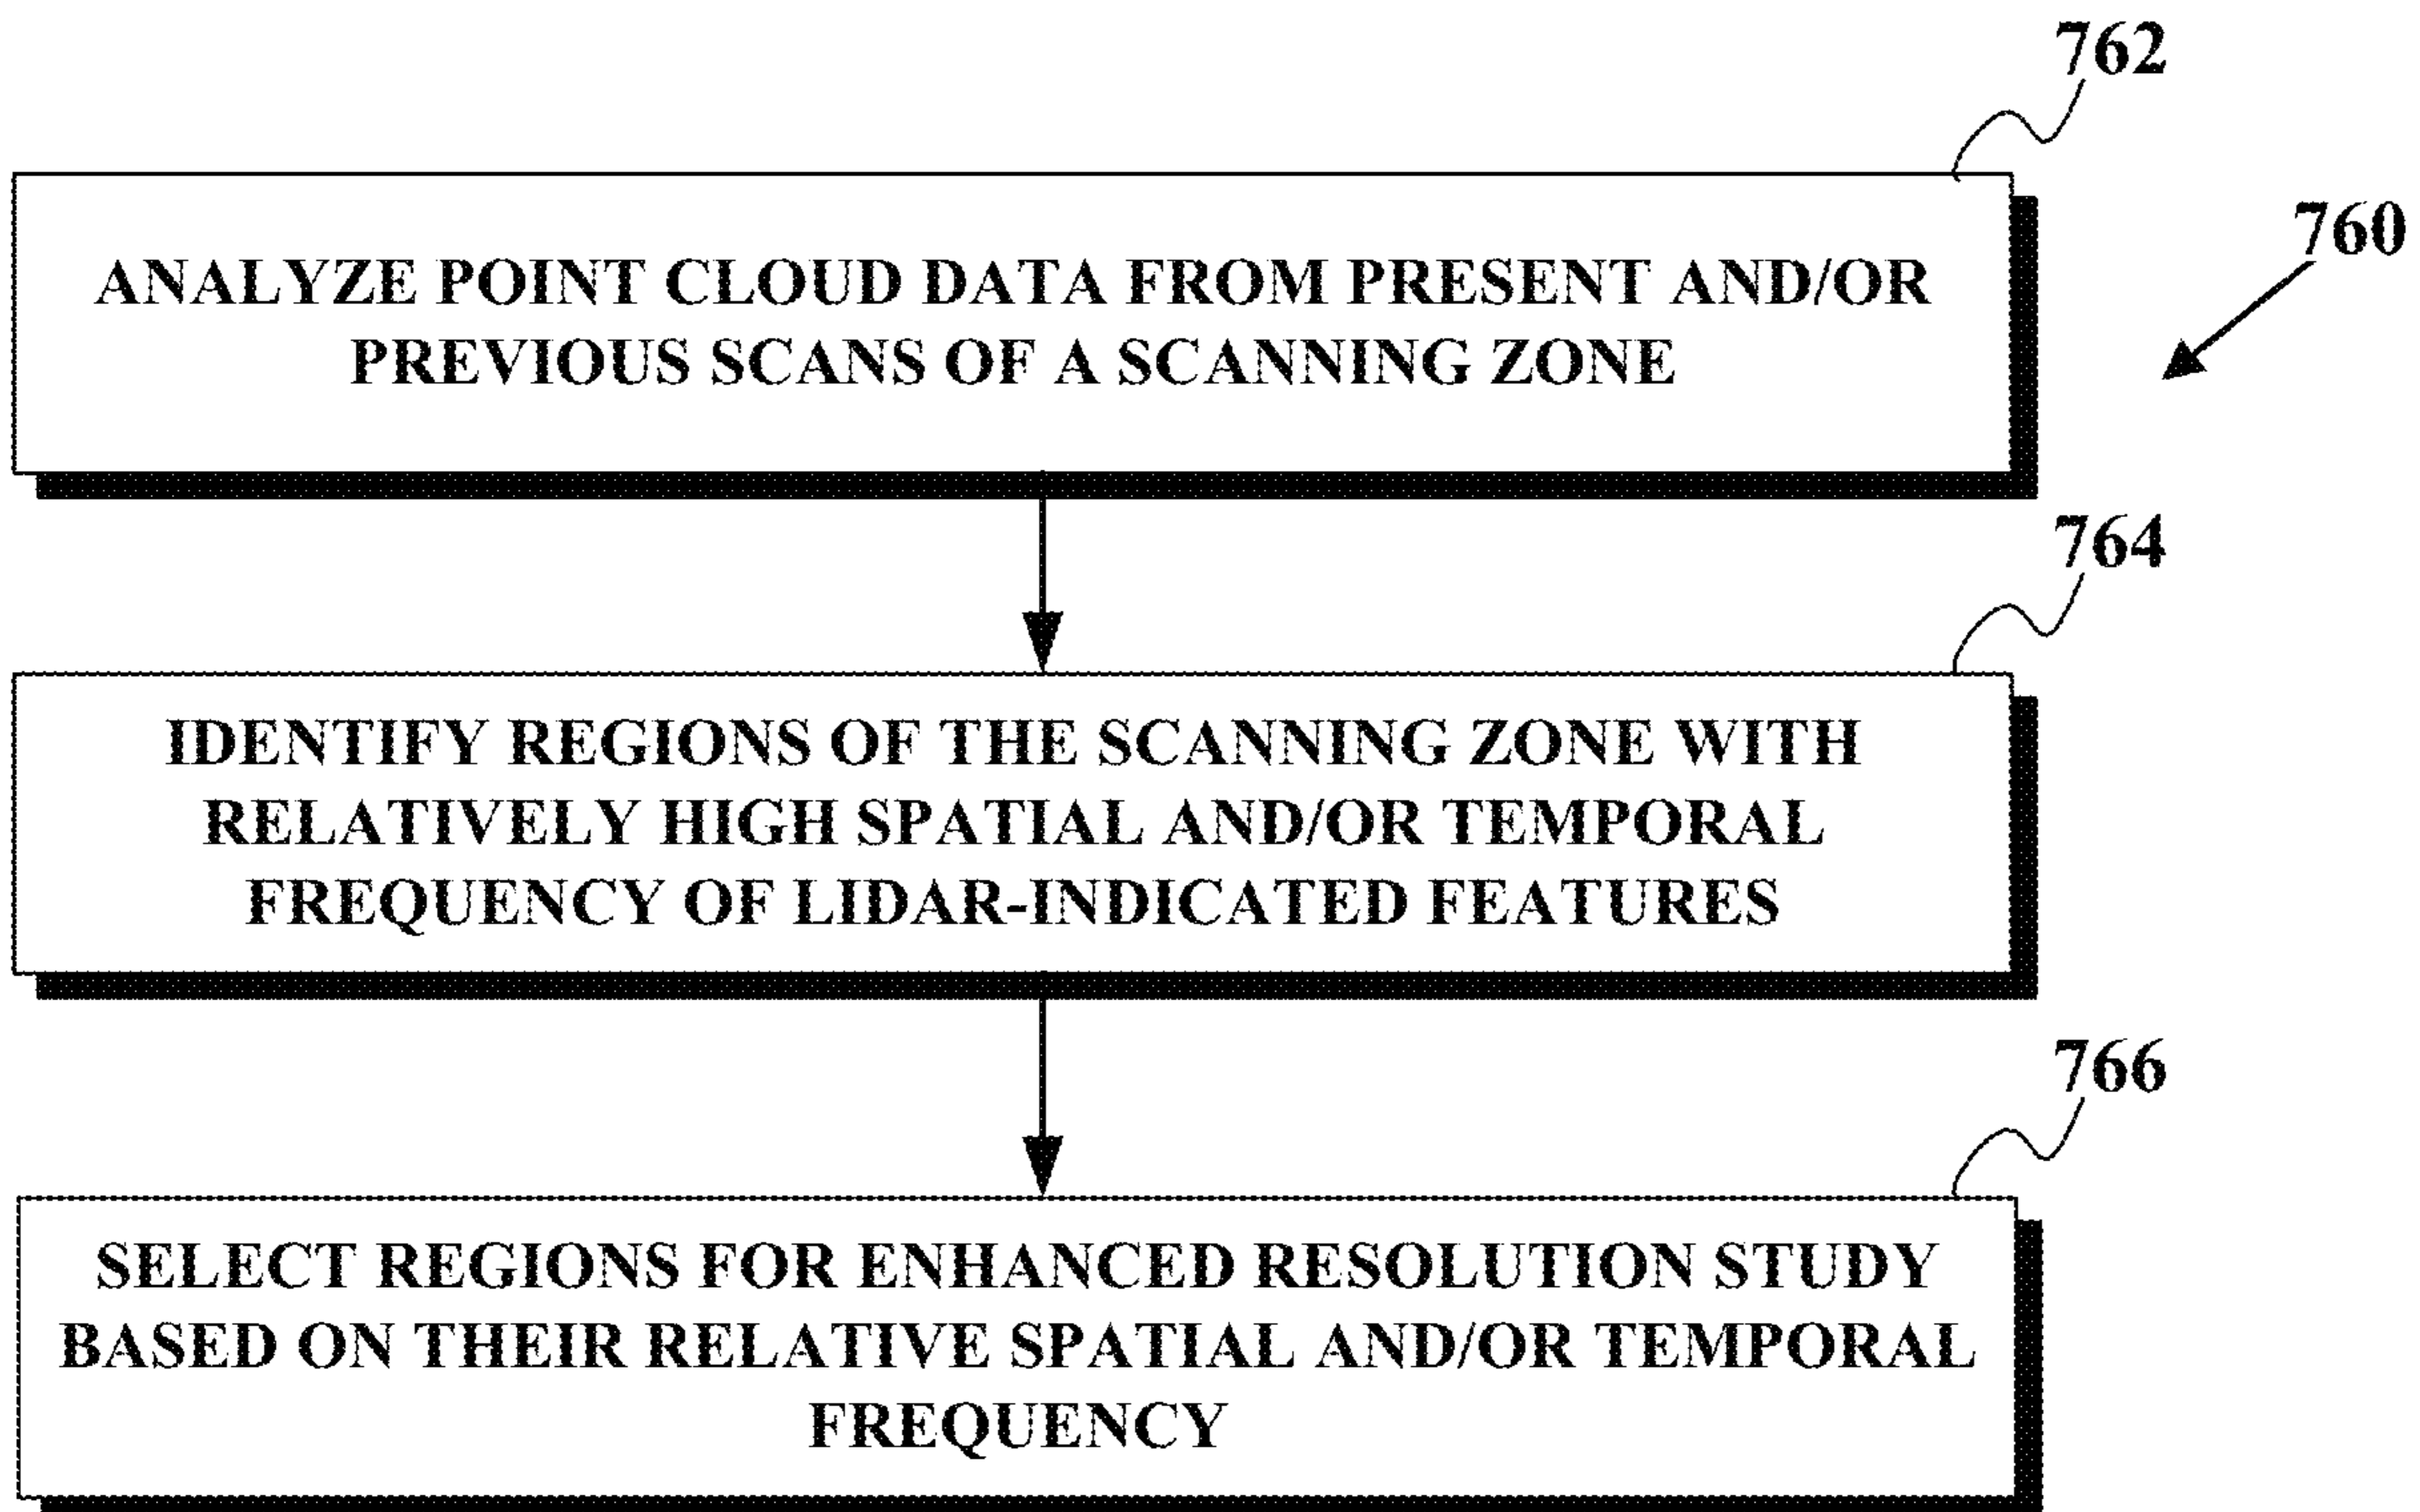 762
760
ANALYZE POINT CLOUD DATA FROM PRESENT AND/OR
PREVIOUS SCANS OF A SCANNING ZONE
764
IDENTIFY REGIONS OF THE SCANNING ZONE WITH
RELATIVELY HIGH SPATIAL AND/OR TEMPORAL
FREQUENCY OF LIDAR-INDICATED FEATURES
766
SELECT REGIONS FOR ENHANCED RESOLUTION STUDY
BASED ON THEIR RELATIVE SPATIAL AND/OR TEMPORAL
FREQUENCY